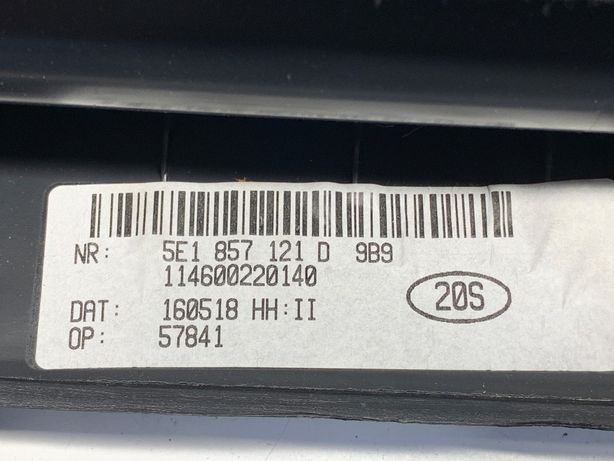 NR: 5E1 857 121 D 9B9
114600220140
DAT: 160518 HH:II
OP: 57841
20S